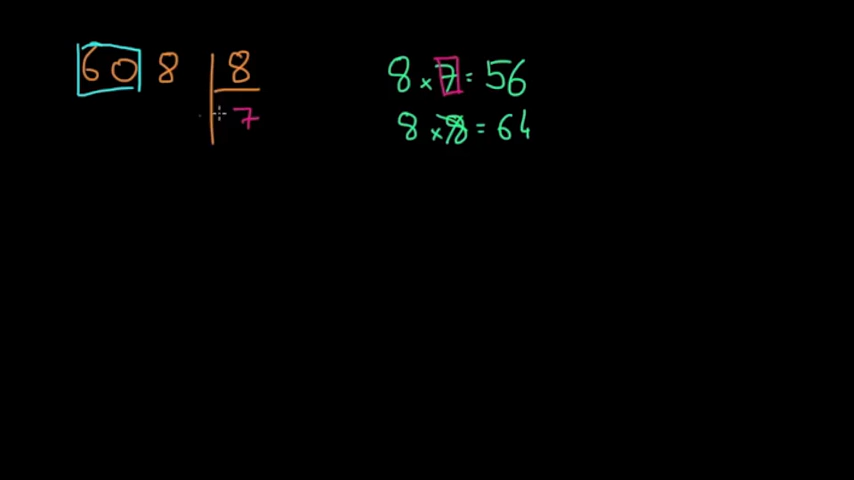 608 8
7
8 x 7 = 56
8 x 8 = 64